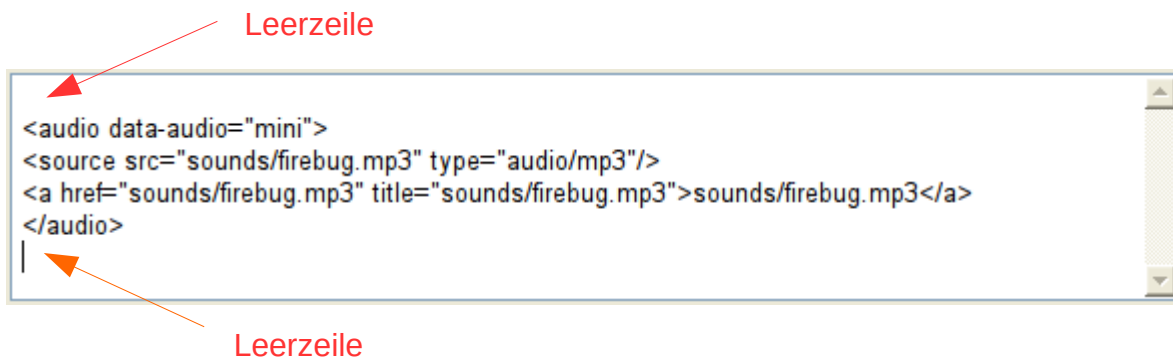 Leerzeile
<audio data-audio="mini">
<source src="sounds/firebug.mp3" type="audio/mp3"/>
<a href="sounds/firebug.mp3" title="sounds/firebug.mp3">sounds/firebug.mp3</a>
</audio>
Leerzeile